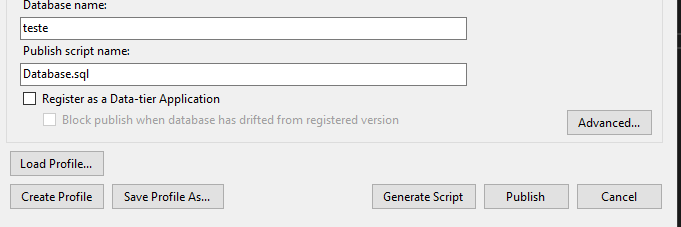 Database name:
teste
Publish script name:
Database.sql
Register as a Data-tier Application
Block publish when database has drifted from registered version
Advanced...
Load Profile...
Create Profile Save Profile As... Generate Script Publish Cancel